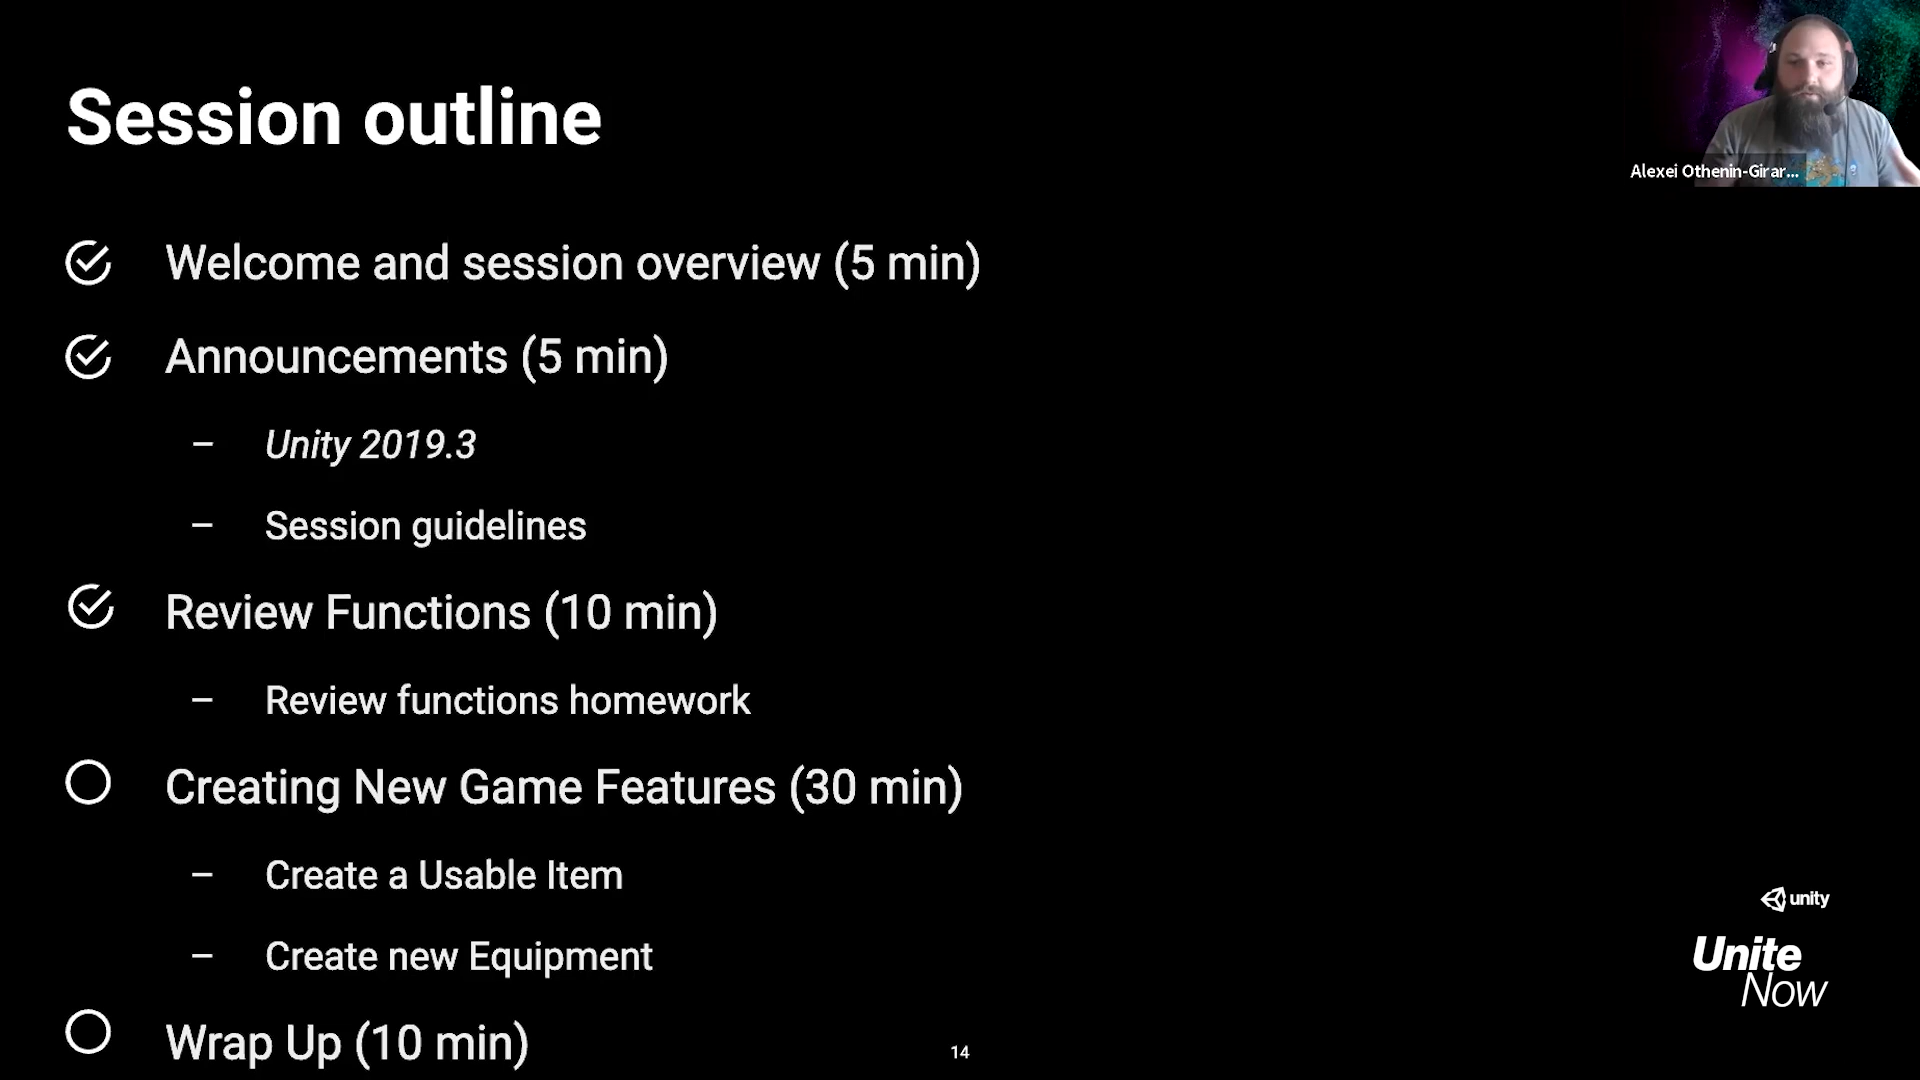 Session outline
Alexei Othenin-Girar...
Welcome and session overview (5 min)
Announcements (5 min)
– Unity 2019.3
– Session guidelines
Review Functions (10 min)
– Review functions homework
Creating New Game Features (30 min)
– Create a Usable Item
– Create new Equipment
Wrap Up (10 min)
unity
Unite
Now
14